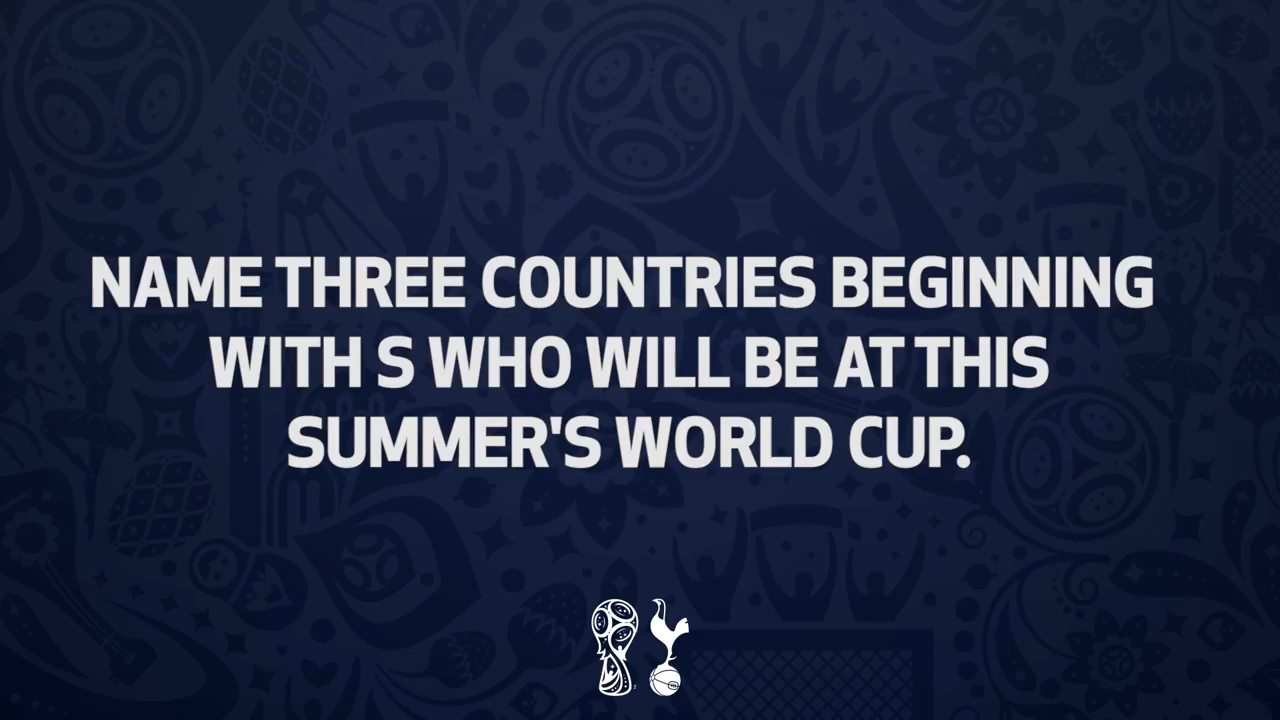 NAME THREE COUNTRIES BEGINNING
WITH S WHO WILL BE AT THIS
SUMMER'S WORLD CUP.